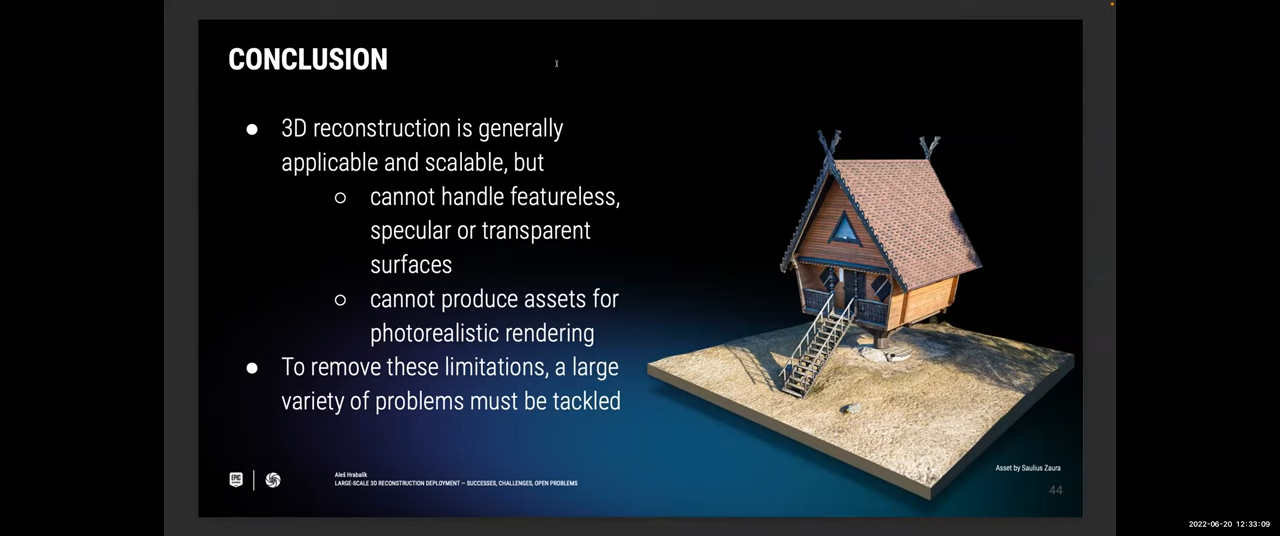 CONCLUSION
● 3D reconstruction is generally
applicable and scalable, but
○ cannot handle featureless,
specular or transparent
surfaces
○ cannot produce assets for
photorealistic rendering
● To remove these limitations, a large
variety of problems must be tackled
Asset by Saulius Zaura
EPIC
Aleš Hrabalík
LARGE-SCALE 3D RECONSTRUCTION DEPLOYMENT – SUCCESSES, CHALLENGES, OPEN PROBLEMS
44
2022-06-20 12:33:09